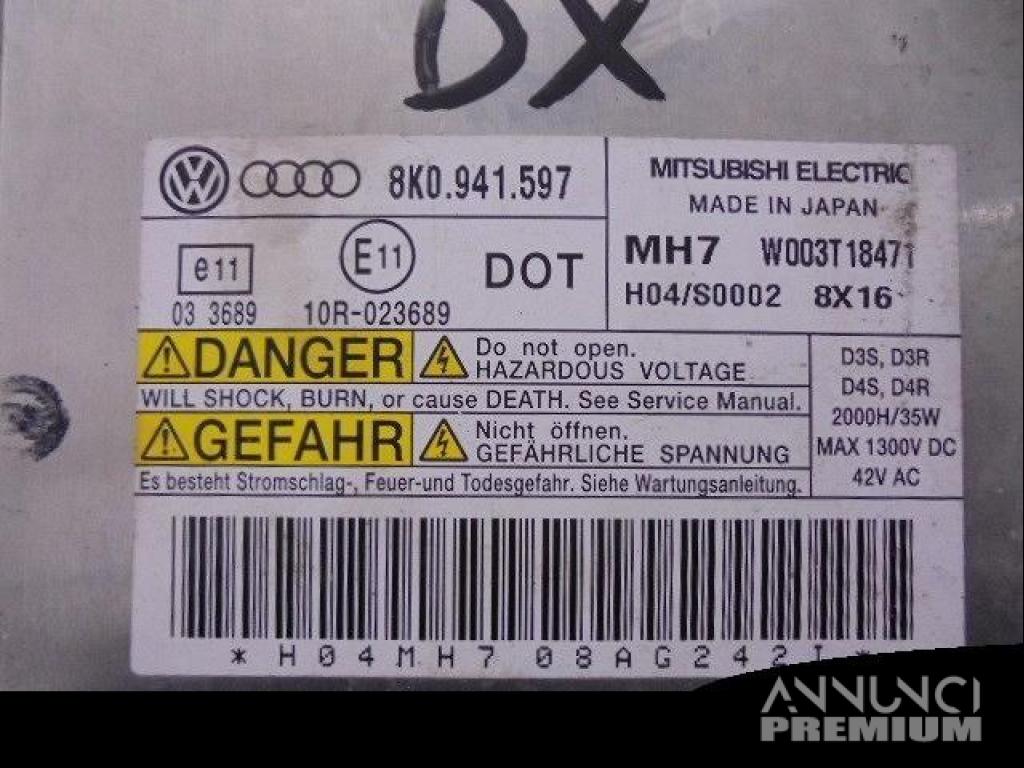 DX
8K0.941.597
e11
03 3689
E11
10R-023689
DOT
MITSUBISHI ELECTRIC
MADE IN JAPAN
MH7 W003T18471
H04/S0002 8X16
DANGER
Do not open.
HAZARDOUS VOLTAGE
WILL SHOCK, BURN, or cause DEATH. See Service Manual.
GEFAHR
Nicht öffnen.
GEFÄHRLICHE SPANNUNG
Es besteht Stromschlag-, Feuer-und Todesgefahr. Siehe Wartungsanleitung.
D3S, D3R
D4S, D4R
2000H/35W
MAX 1300V DC
42V AC
*H04MH708AG242I*
ANNUNCI
PREMIUM